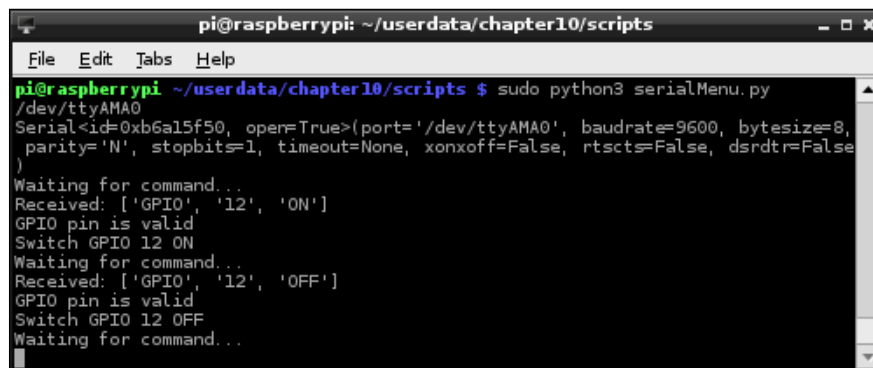 pi@raspberrypi: ~/userdata/chapter10/scripts
File Edit Tabs Help
pi@raspberrypi ~/userdata/chapter10/scripts $ sudo python3 serialMenu.py
/dev/ttyAMA0
Serial<id=0xb6a15f50, open=True>(port='/dev/ttyAMA0', baudrate=9600, bytesize=8,
 parity='N', stopbits=1, timeout=None, xonxoff=False, rtscts=False, dsrdtr=False
)
Waiting for command...
Received: ['GPIO', '12', 'ON']
GPIO pin is valid
Switch GPIO 12 ON
Waiting for command...
Received: ['GPIO', '12', 'OFF']
GPIO pin is valid
Switch GPIO 12 OFF
Waiting for command...